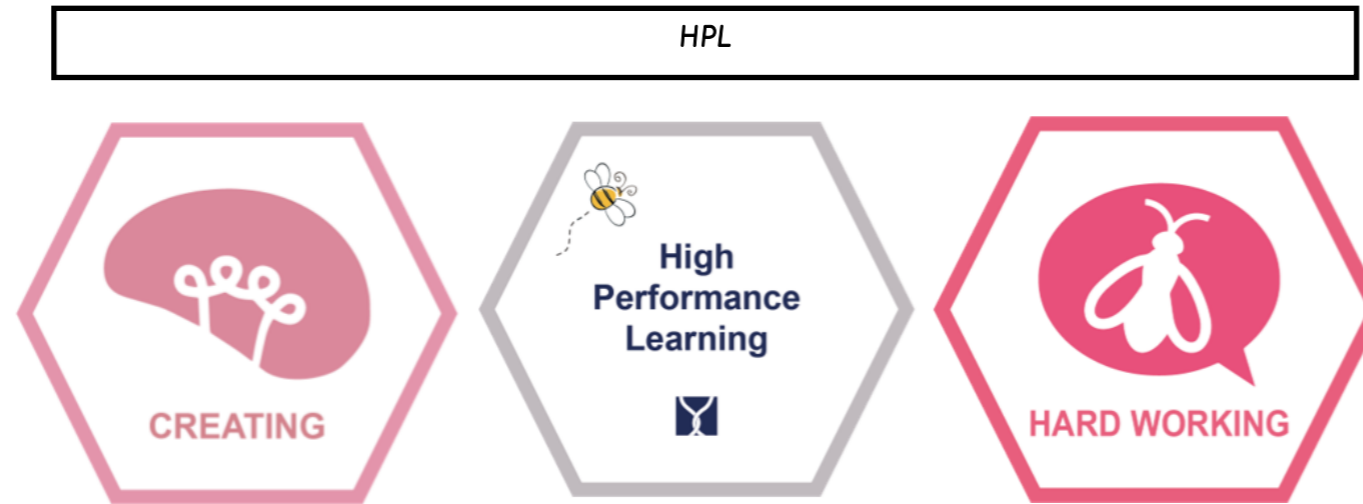 HPL
High
Performance
Learning
CREATING
HARD WORKING